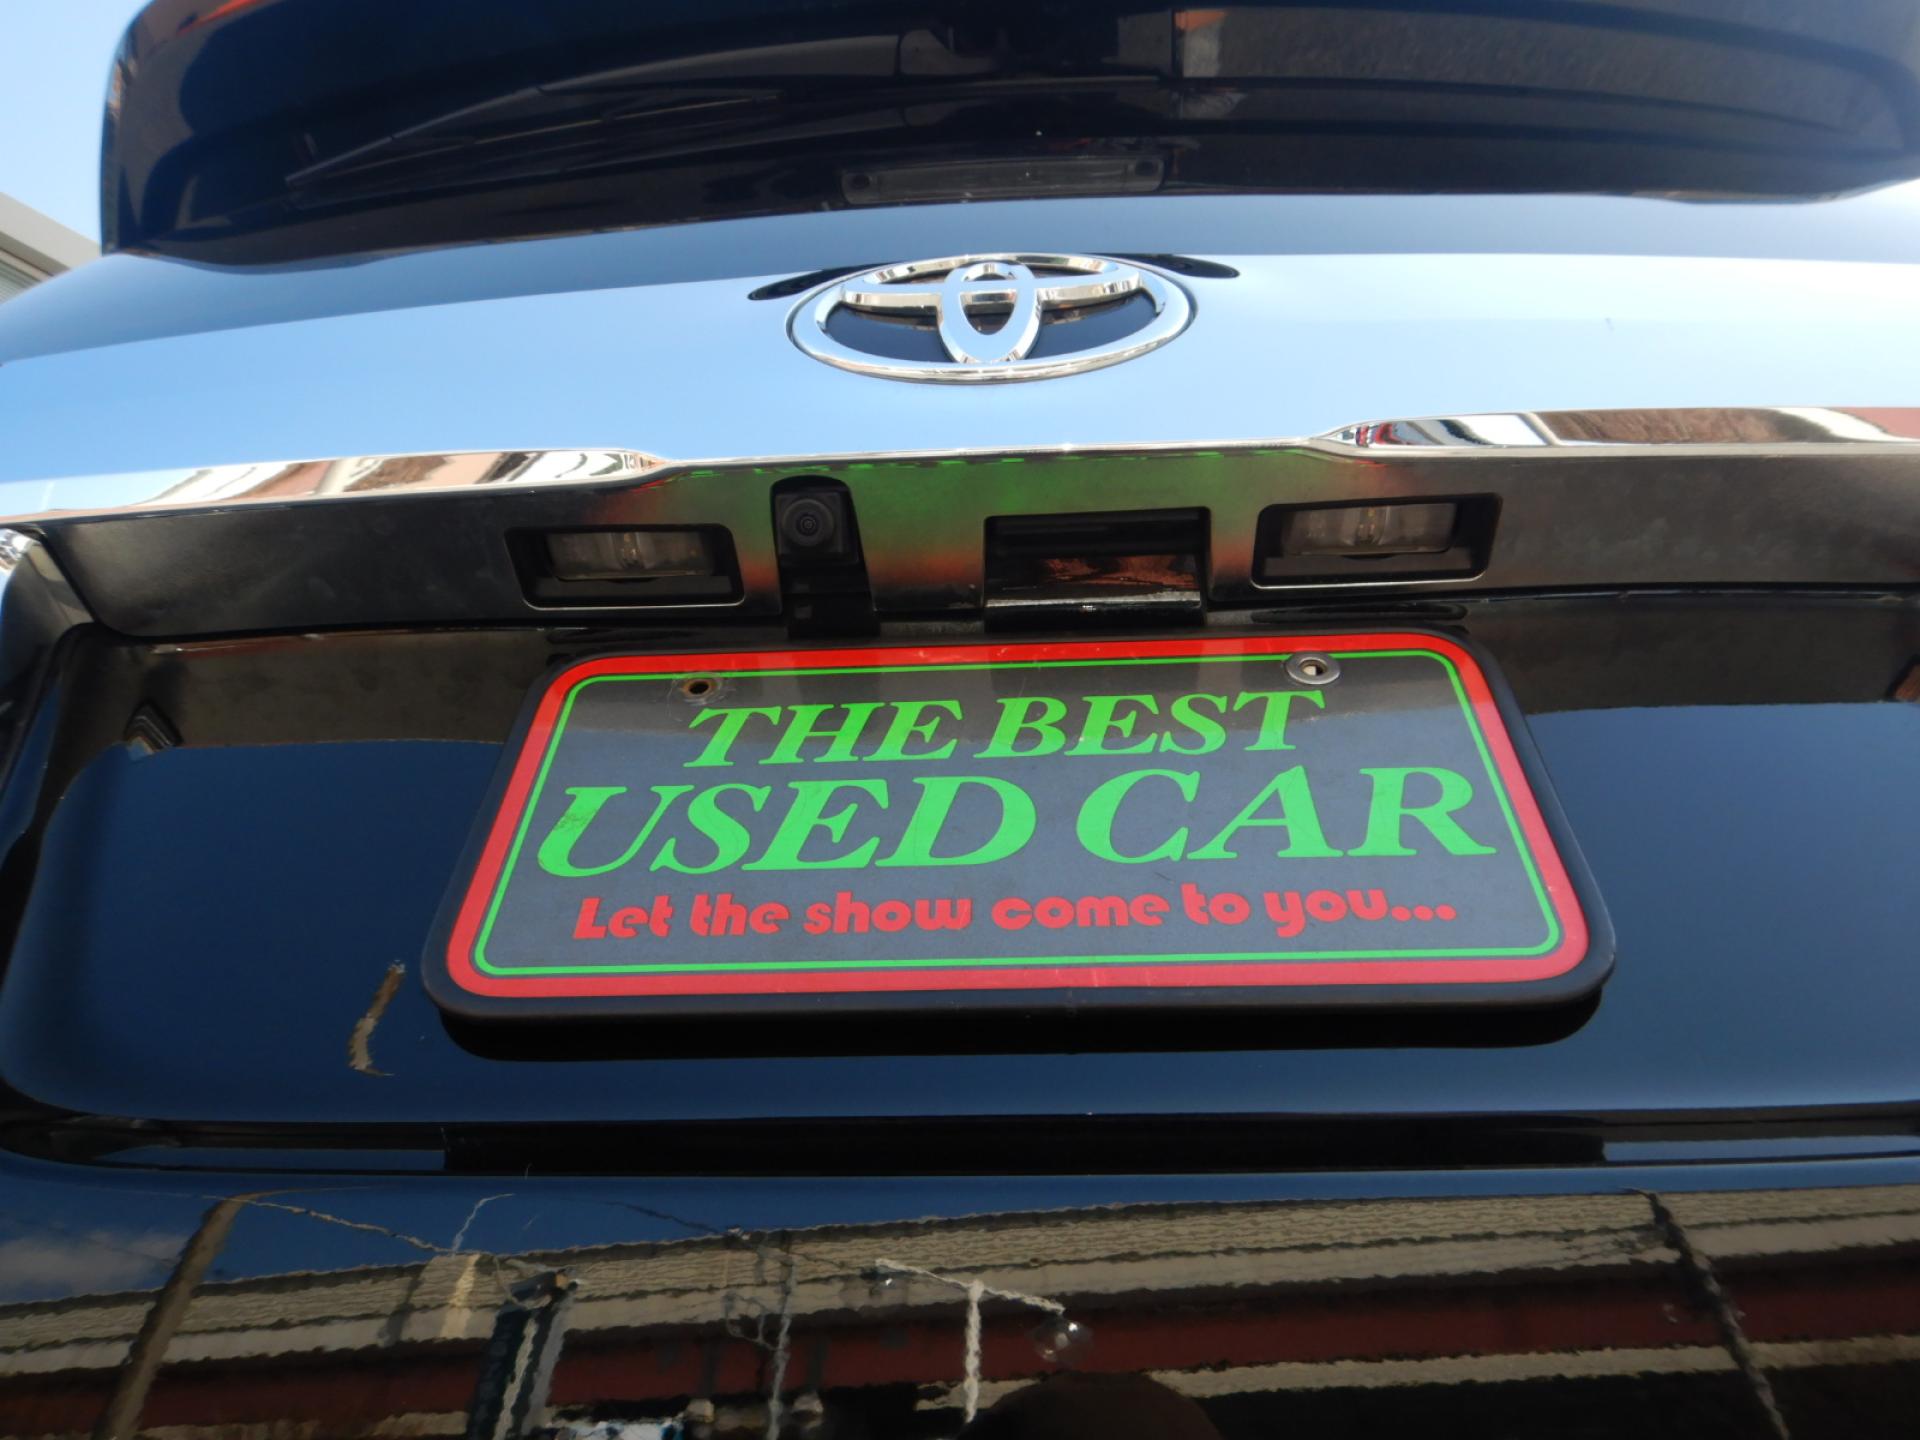 THE BEST
USED CAR
Let the show come to you...